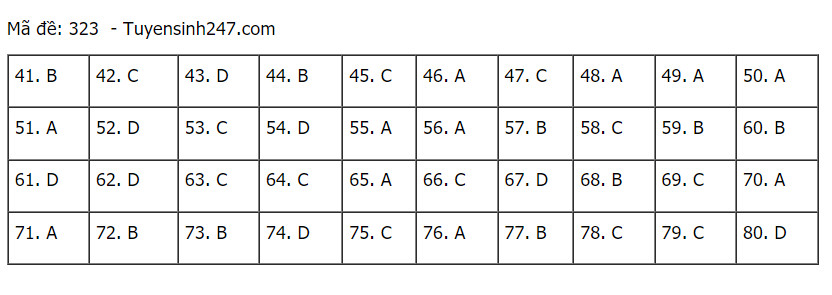 Mã đề: 323 - Tuyensinh247.com
41. B 42. C 43. D 44. B 45. C 46. A 47. C 48. A 49. A 50. A
51. A 52. D 53. C 54. D 55. A 56. A 57. B 58. C 59. B 60. B
61. D 62. D 63. C 64. C 65. A 66. C 67. D 68. B 69. C 70. A
71. A 72. B 73. B 74. D 75. C 76. A 77. B 78. C 79. C 80. D